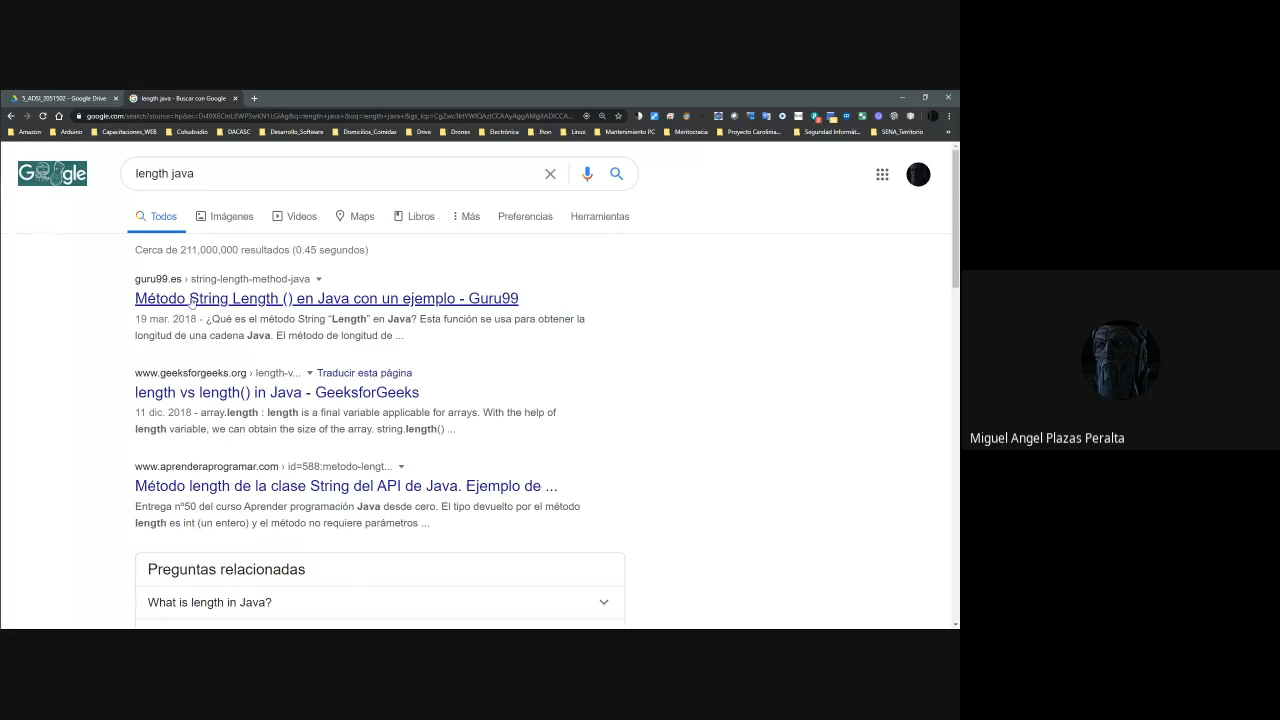 5_ADSI_2051502 - Google Drive
length java - Buscar con Google
Amazon Arduino Capacitaciones_WEB Colsubsidio DACASC Desarrollo_Software Domicilios_Comidas Drive Drones Electrónica Jhon Linux Mantenimiento PC Meritocracia Proyecto Carolima... Seguridad Informát... SENA_Territorio
Google
length java
Todos Imágenes Videos Maps Libros Más Preferencias Herramientas
Cerca de 211,000,000 resultados (0.45 segundos)
guru99.es › string-length-method-java
Método String Length () en Java con un ejemplo - Guru99
19 mar. 2018 - ¿Qué es el método String “Length” en Java? Esta función se usa para obtener la
longitud de una cadena Java. El método de longitud de ...
www.geeksforgeeks.org › length-v... Traducir esta página
length vs length() in Java - GeeksforGeeks
11 dic. 2018 - array.length : length is a final variable applicable for arrays. With the help of
length variable, we can obtain the size of the array. string.length() ...
www.aprenderaprogramar.com › id=588:metodo-lengt...
Método length de la clase String del API de Java. Ejemplo de ...
Entrega nº50 del curso Aprender programación Java desde cero. El tipo devuelto por el método
length es int (un entero) y el método no requiere parámetros ...
Preguntas relacionadas
What is length in Java?
Miguel Angel Plazas Peralta